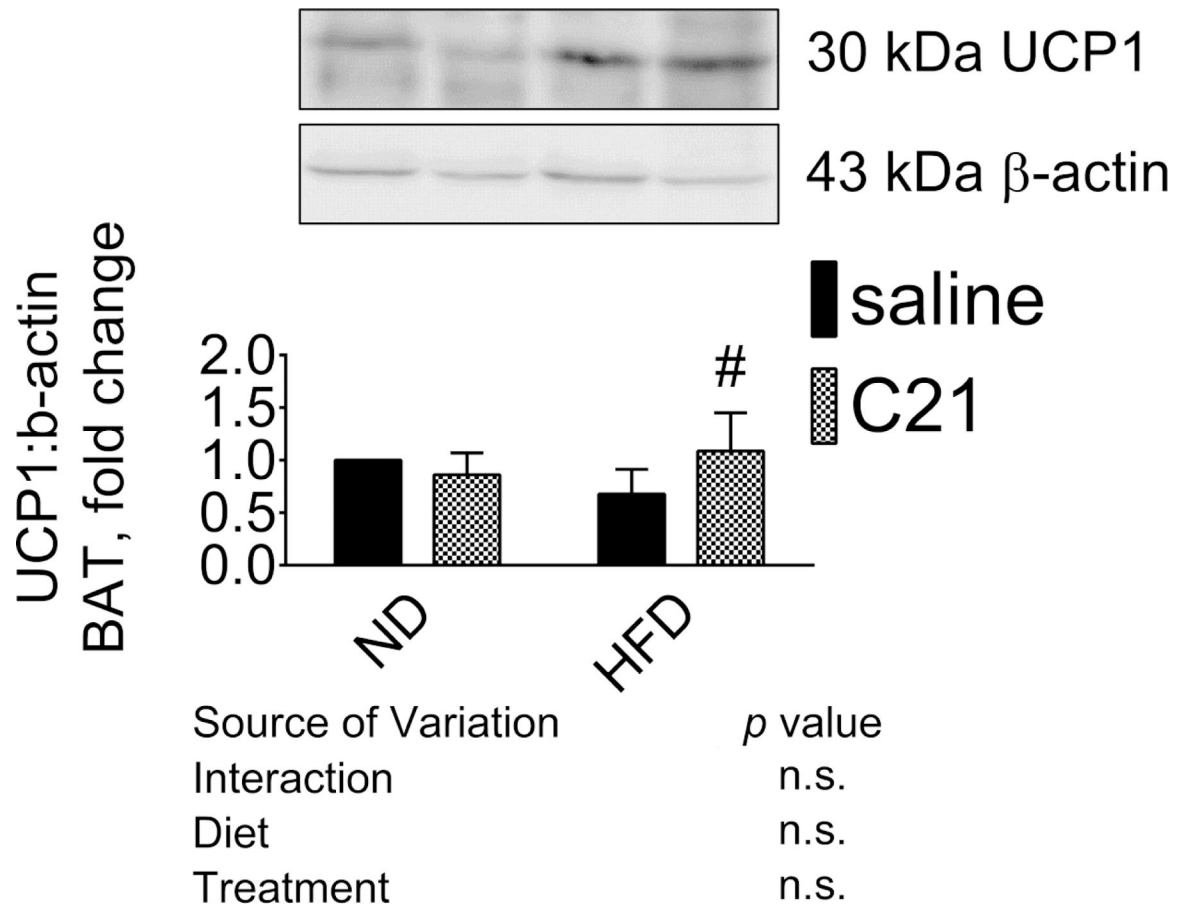 30 kDa UCP1
43 kDa β-actin
saline
C21
UCP1:b-actin
BAT, fold change
2.0
1.5
1.0
0.5
0.0
#
ND
HFD
Source of Variation p value
Interaction n.s.
Diet n.s.
Treatment n.s.